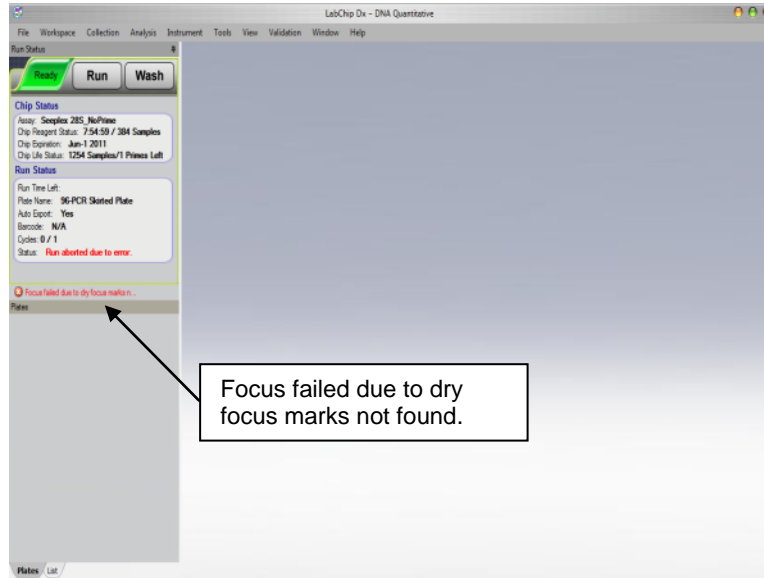 LabChip Dx - DNA Quantitative
File Workspace Collection Analysis Instrument Tools View Validation Window Help
Run Status
Ready Run Wash
Chip Status
Assay: Seeplex 28S_NoPrime
Chip Reagent Status: 7:54:59 / 384 Samples
Chip Expiration: Jun-1 2011
Chip Life Status: 1254 Samples/1 Primes Left
Run Status
Run Time Left:
Plate Name: 96-PCR Skirted Plate
Auto Export: Yes
Barcode: N/A
Cycles: 0 / 1
Status: Run aborted due to error.
Focus failed due to dry focus marks n...
Plates
Focus failed due to dry
focus marks not found.
Plates List